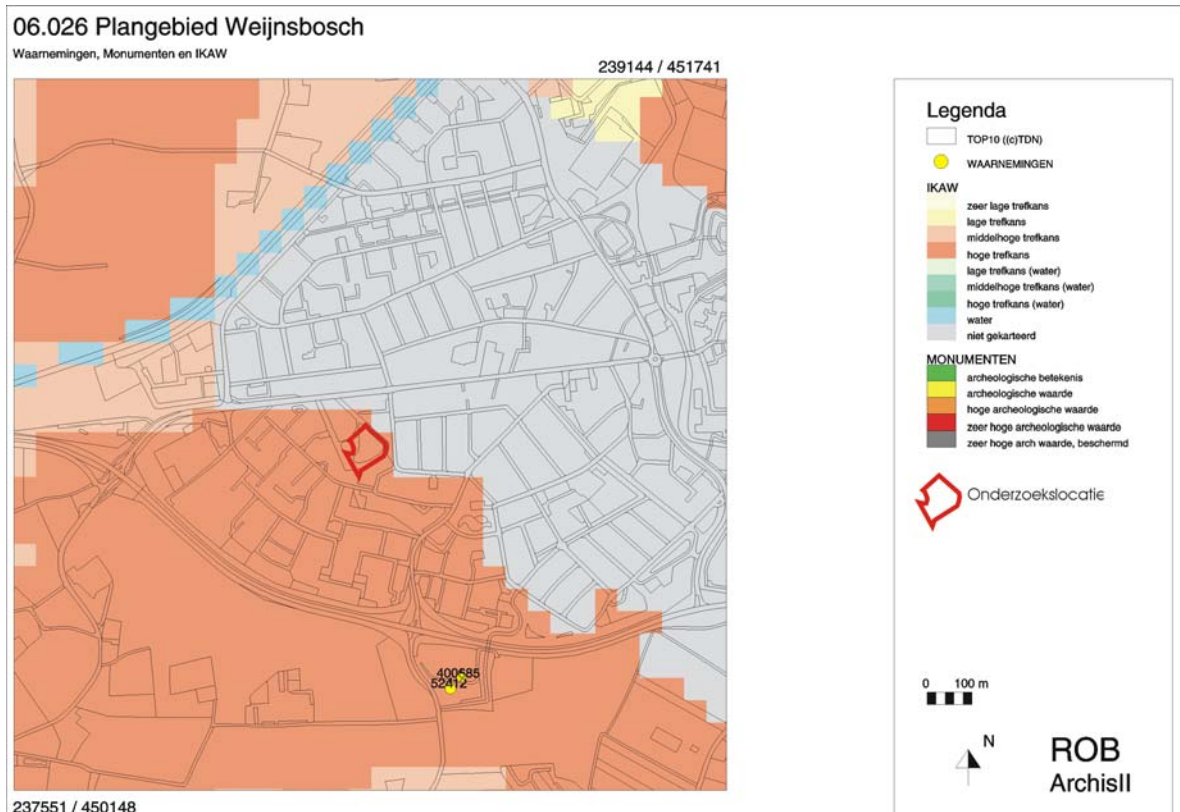 06.026 Plangebied Weijnsbosch
Waarnemingen, Monumenten en IKAW
239144 / 451741
400685
52412
237551 / 450148
Legenda
TOP10 ((c)TDN)
WAARNEMINGEN
IKAW
zeer lage trefkans
lage trefkans
middelhoge trefkans
hoge trefkans
lage trefkans (water)
middelhoge trefkans (water)
hoge trefkans (water)
water
niet gekarteerd
MONUMENTEN
archeologische betekenis
archeologische waarde
hoge archeologische waarde
zeer hoge archeologische waarde
zeer hoge arch waarde, beschermd
Onderzoekslocatie
0 100 m
N
ROB
ArchisII